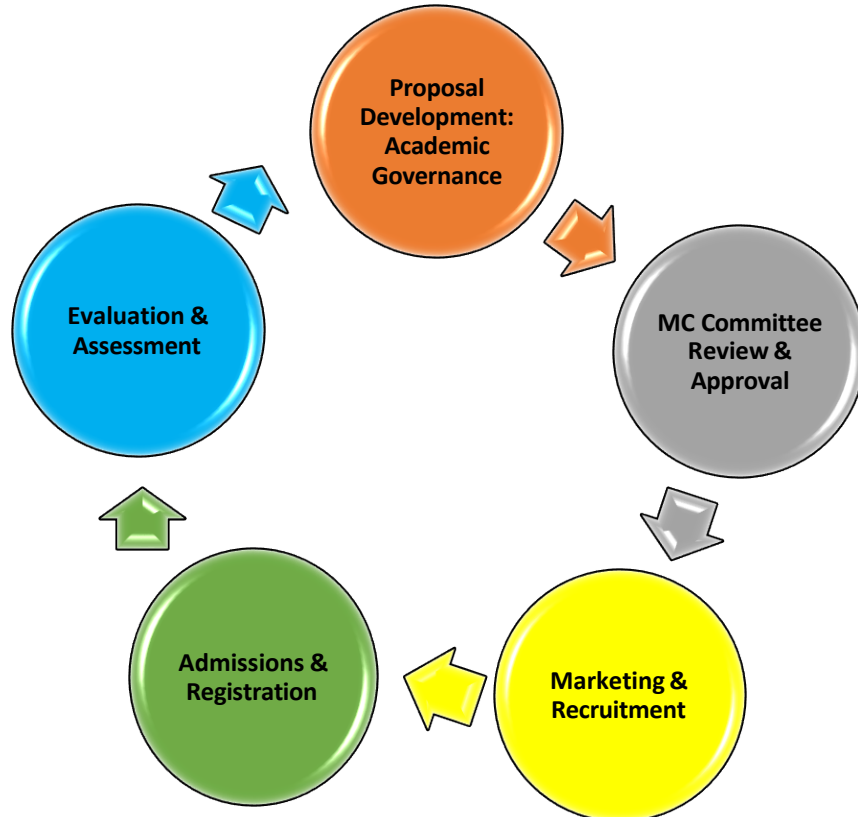 Proposal
Development:
Academic
Governance
MC Committee
Review &
Approval
Marketing &
Recruitment
Admissions &
Registration
Evaluation &
Assessment